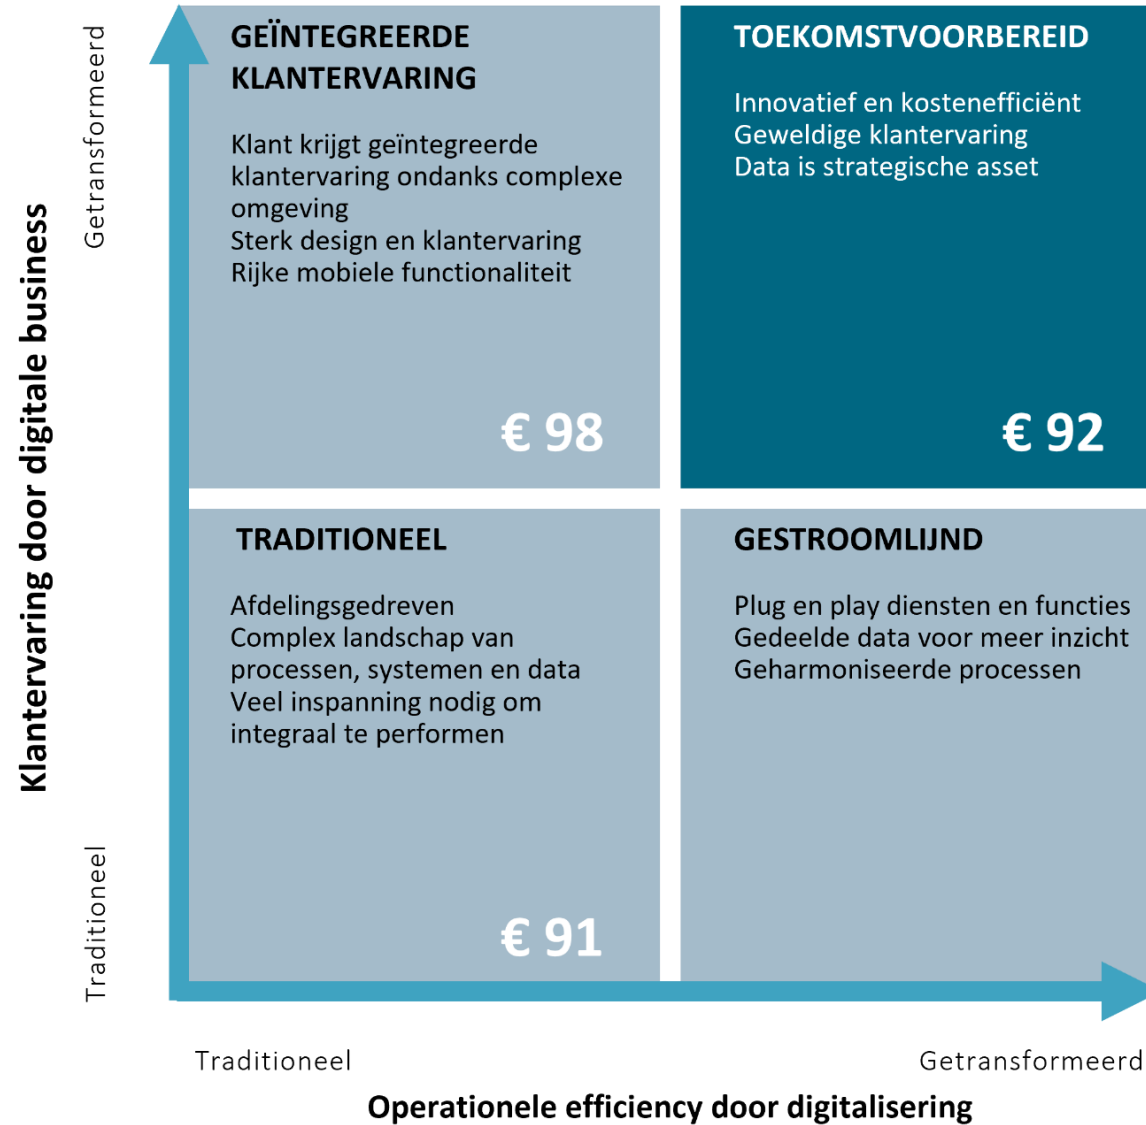 Klantervaring door digitale business
Getransformeerd
Traditioneel
GEÏNTEGREERDE
KLANTERVARING
Klant krijgt geïntegreerde
klantervaring ondanks complexe
omgeving
Sterk design en klantervaring
Rijke mobiele functionaliteit
€ 98
TOEKOMSTVOORBEREID
Innovatief en kostenefficiënt
Geweldige klantervaring
Data is strategische asset
€ 92
TRADITIONEEL
Afdelingsgedreven
Complex landschap van
processen, systemen en data
Veel inspanning nodig om
integraal te performen
€ 91
GESTROOMLIJND
Plug en play diensten en functies
Gedeelde data voor meer inzicht
Geharmoniseerde processen
Traditioneel
Getransformeerd
Operationele efficiency door digitalisering